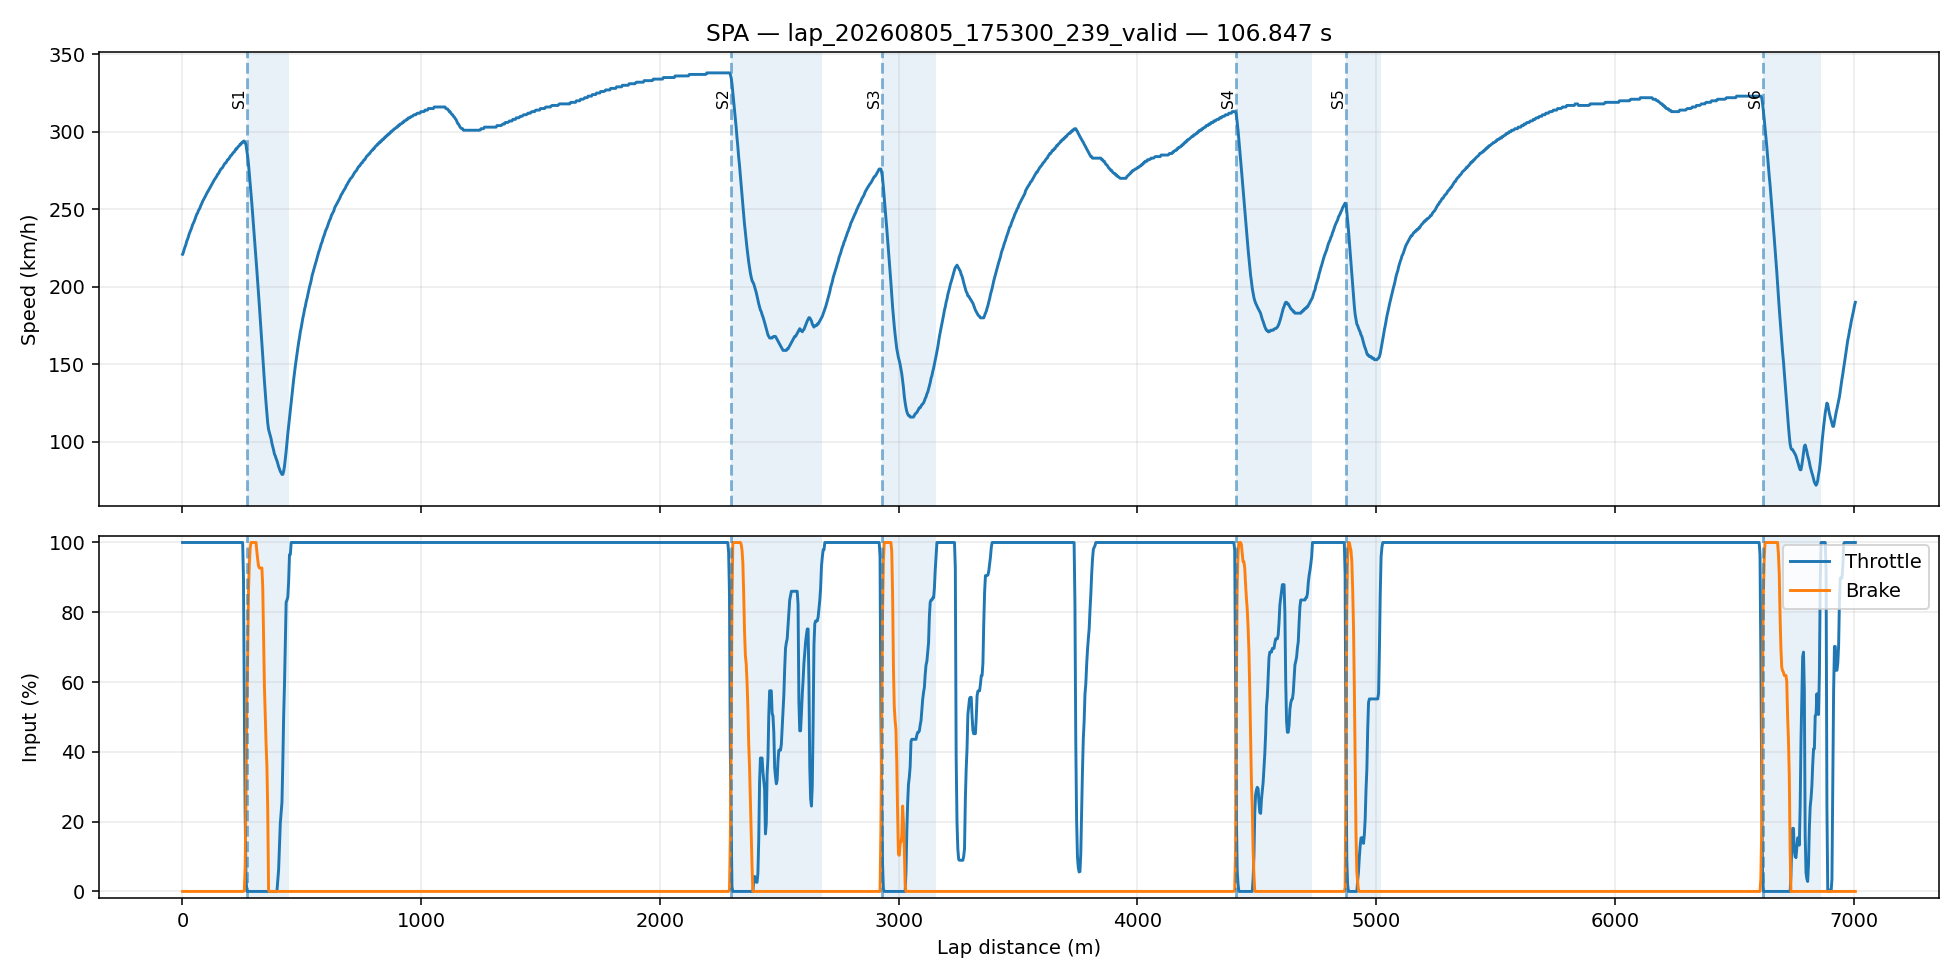 SPA — lap_20260805_175300_239_valid — 106.847 s
350
300
250
200
150
100
Speed (km/h)
S1
S2
S3
S4
S5
S6
100
80
60
40
20
0
Input (%)
Throttle
Brake
0
1000
2000
3000
4000
5000
6000
7000
Lap distance (m)